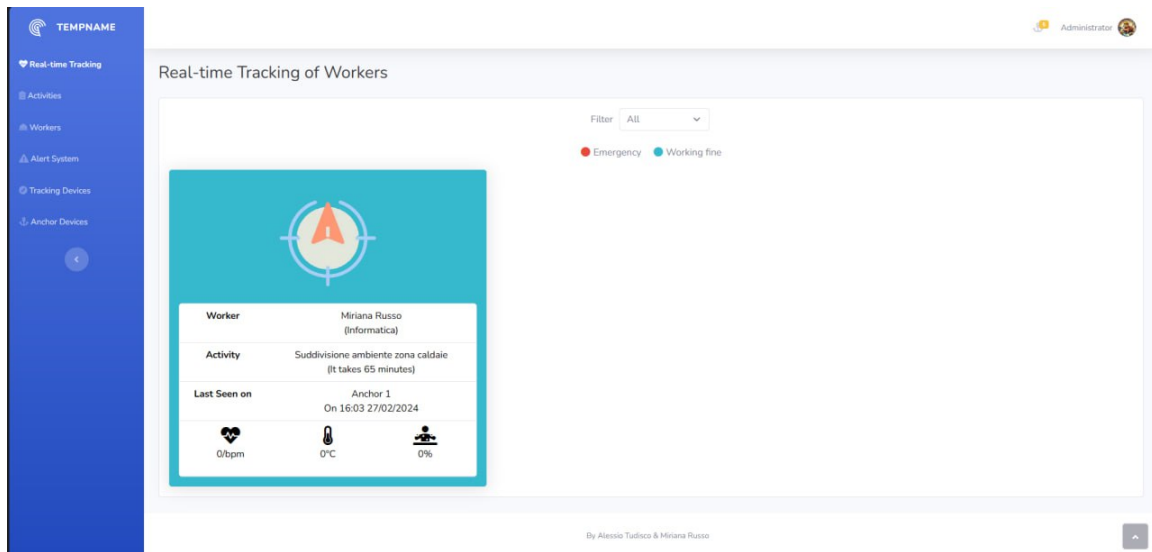 TEMPNAME
Administrator
Real-time Tracking
Activities
Workers
Alert System
Tracking Devices
Anchor Devices
Real-time Tracking of Workers
Filter All
Emergency Working fine
Worker Miriana Russo
(Informatica)
Activity Suddivisione ambiente zona caldaie
(It takes 65 minutes)
Last Seen on Anchor 1
On 16:03 27/02/2024
0/bpm 0°C 0%
By Alessio Tudisco & Miriana Russo